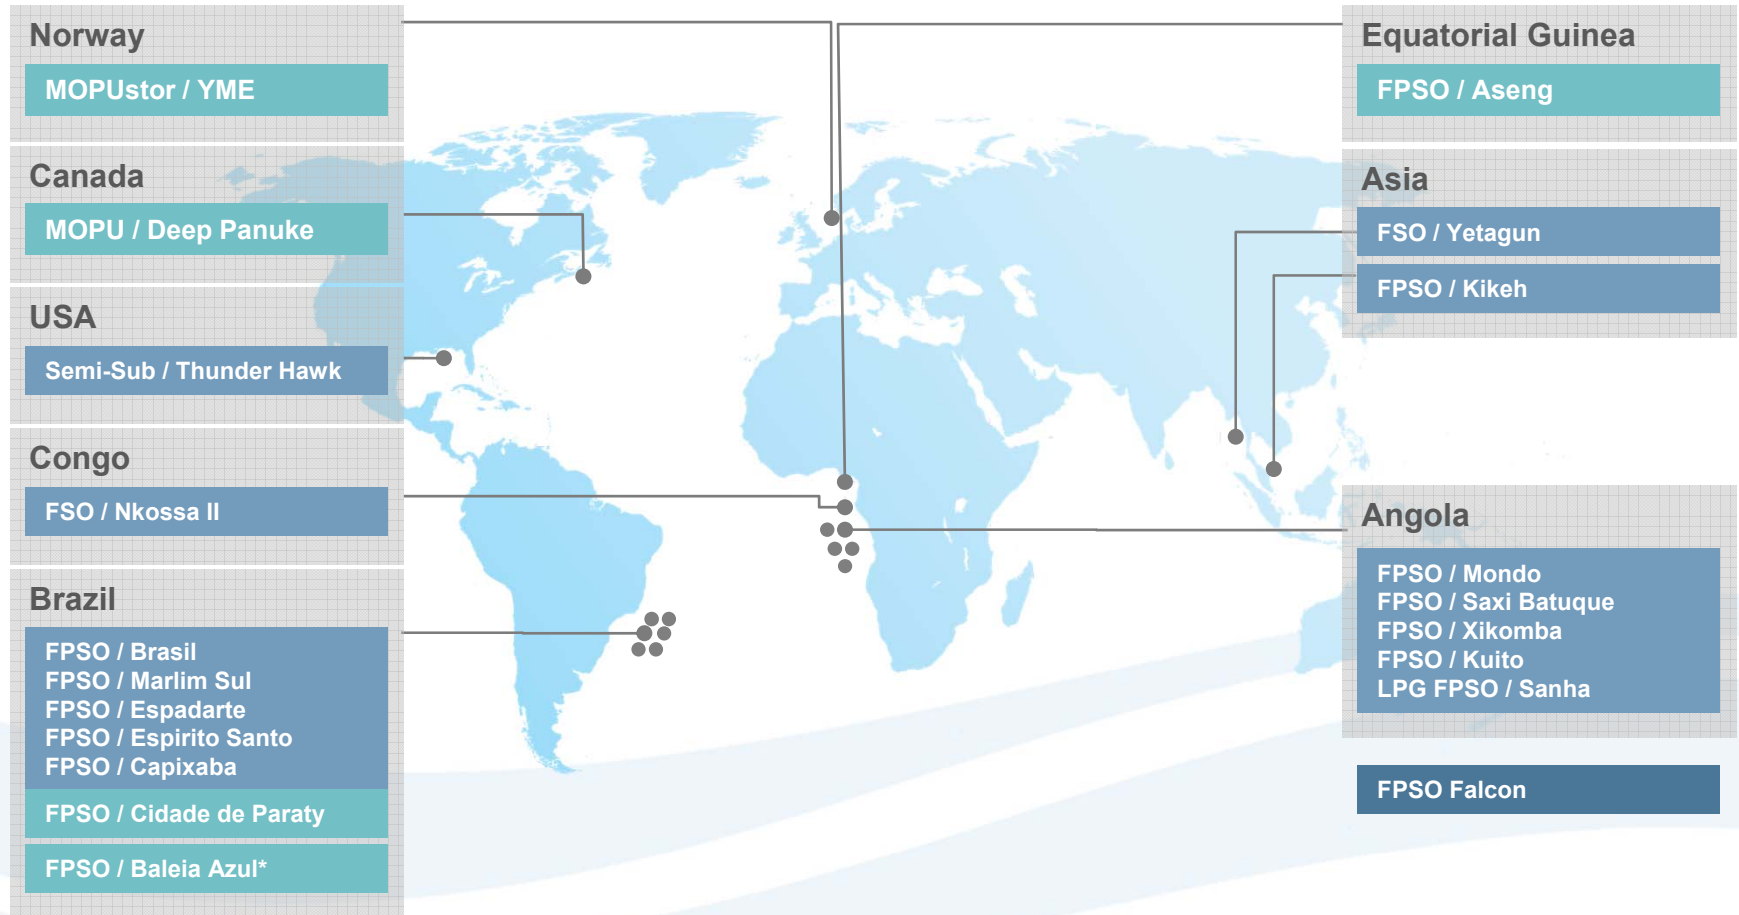 Norway
MOPUstor / YME
Canada
MOPU / Deep Panuke
USA
Semi-Sub / Thunder Hawk
Congo
FSO / Nkossa II
Brazil
FPSO / Brasil
FPSO / Marlim Sul
FPSO / Espadarte
FPSO / Espirito Santo
FPSO / Capixaba
FPSO / Cidade de Paraty
FPSO / Baleia Azul*
Equatorial Guinea
FPSO / Aseng
Asia
FSO / Yetagun
FPSO / Kikeh
Angola
FPSO / Mondo
FPSO / Saxi Batuque
FPSO / Xikomba
FPSO / Kuito
LPG FPSO / Sanha
FPSO Falcon